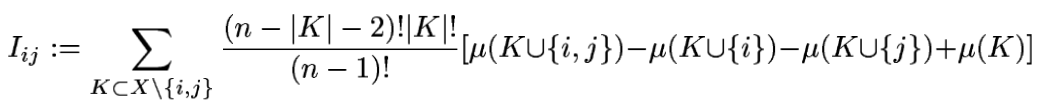 I_{ij} := \sum_{K \subset X \setminus \{i,j\}} \frac{(n - |K| - 2)!|K|!}{(n - 1)!} [\mu(K \cup \{i, j\}) - \mu(K \cup \{i\}) - \mu(K \cup \{j\}) + \mu(K)]